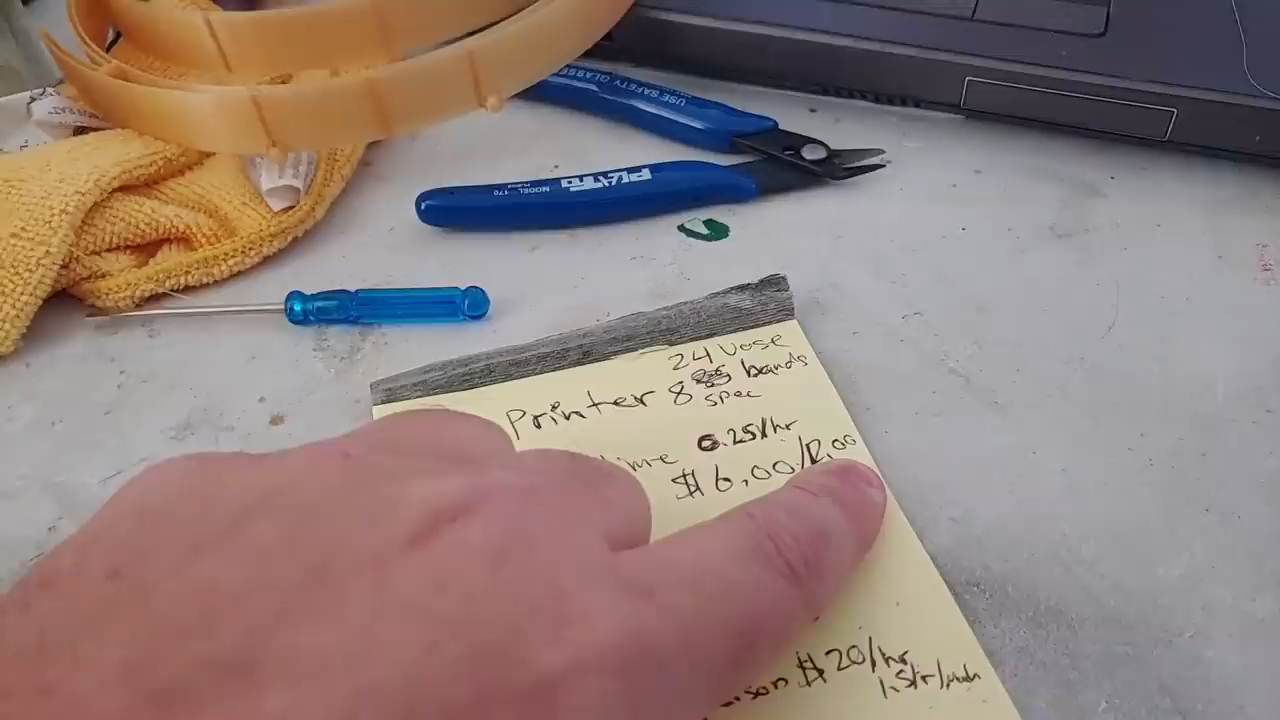 USE SAFETY GLASSES
PLATO
MODEL 170
24 Vose
Printer 8 bands
spec
.25/hr
$6.00/12.00
$20/hr